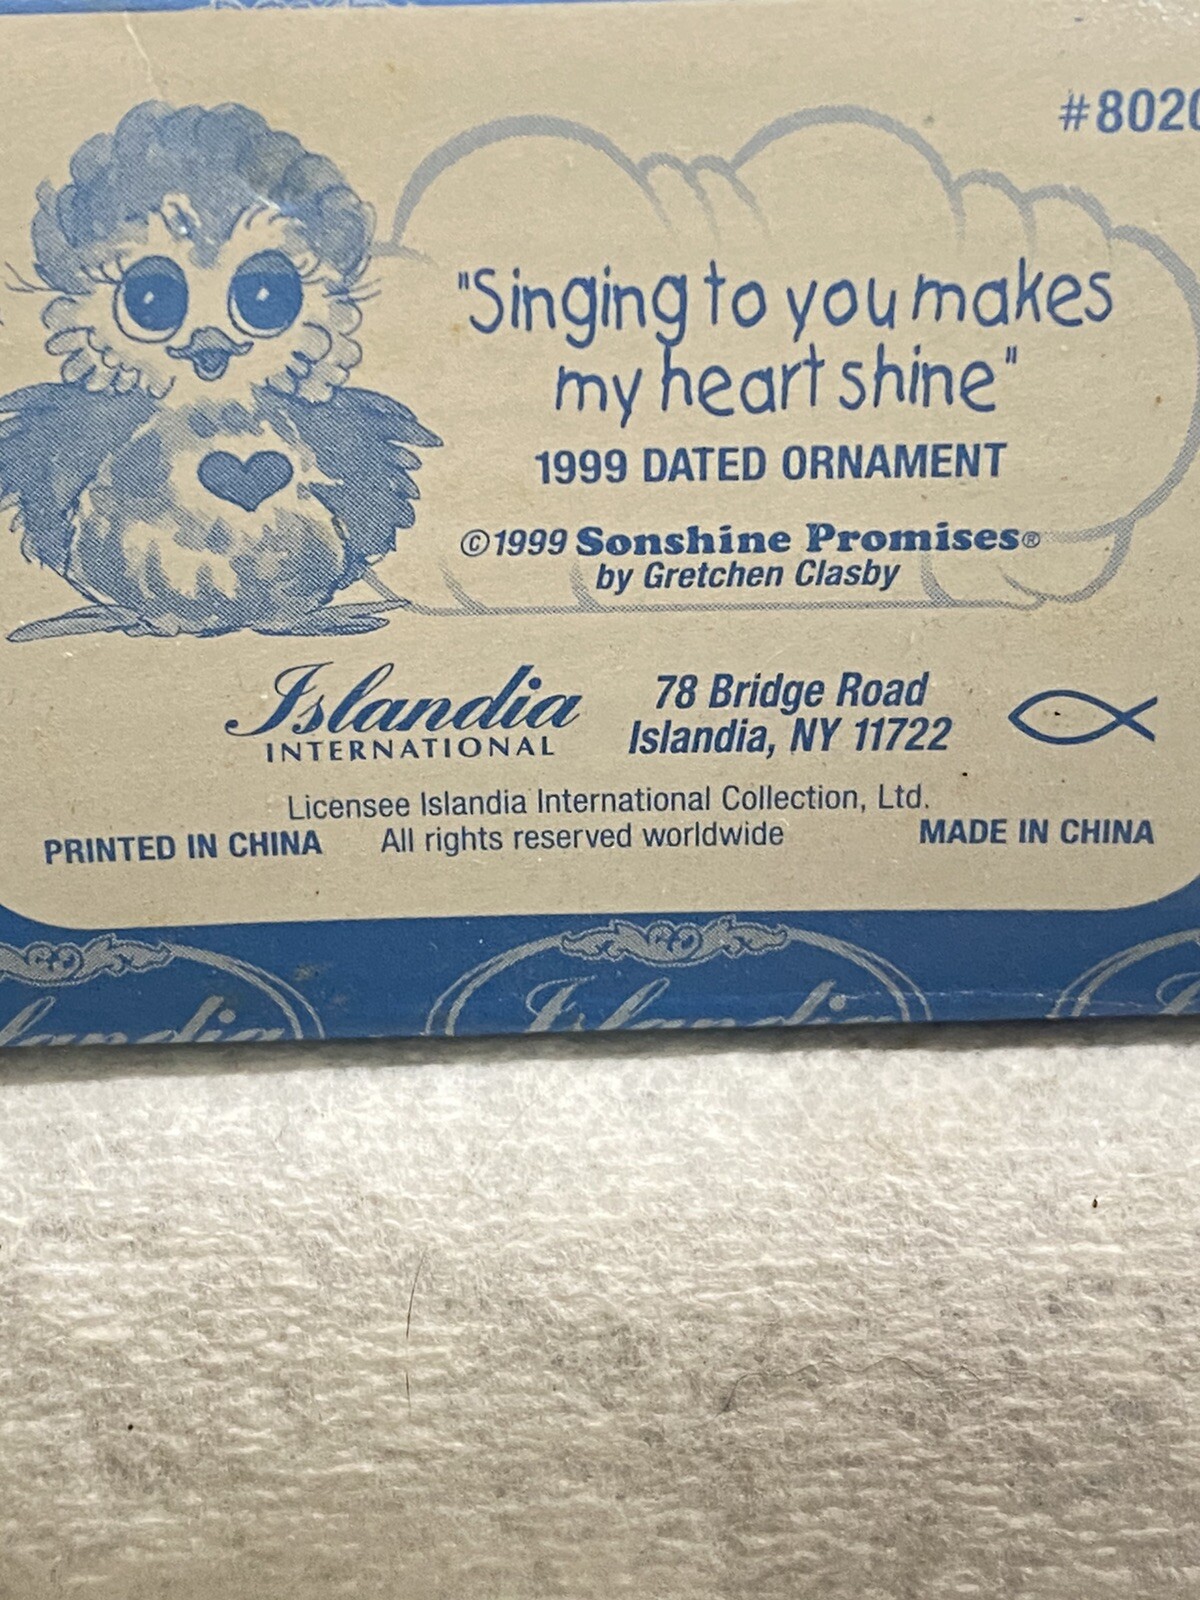 #8020
"Singing to you makes
my heart shine"
1999 DATED ORNAMENT
©1999 Sonshine Promises®
by Gretchen Clasby
Islandia
INTERNATIONAL
78 Bridge Road
Islandia, NY 11722
Licensee Islandia International Collection, Ltd.
PRINTED IN CHINA All rights reserved worldwide MADE IN CHINA
Islandia